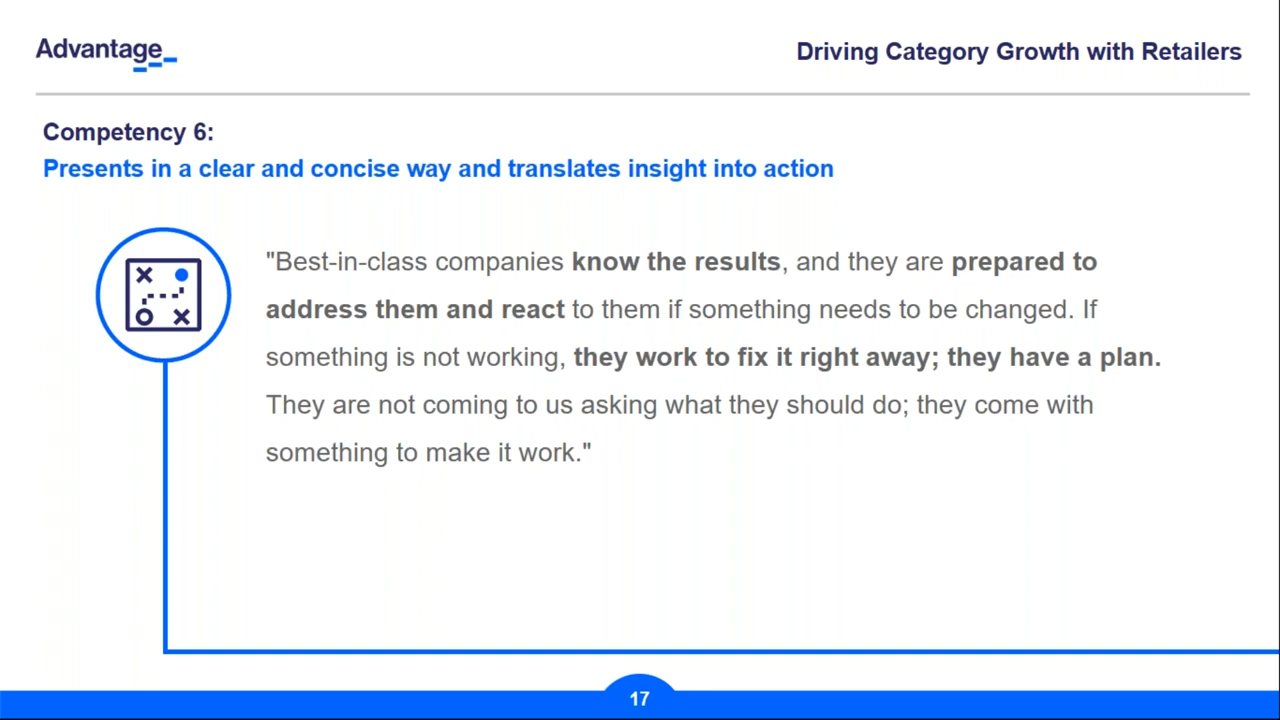 Advantage
Driving Category Growth with Retailers
Competency 6:
Presents in a clear and concise way and translates insight into action
"Best-in-class companies know the results, and they are prepared to
address them and react to them if something needs to be changed. If
something is not working, they work to fix it right away; they have a plan.
They are not coming to us asking what they should do; they come with
something to make it work."
17